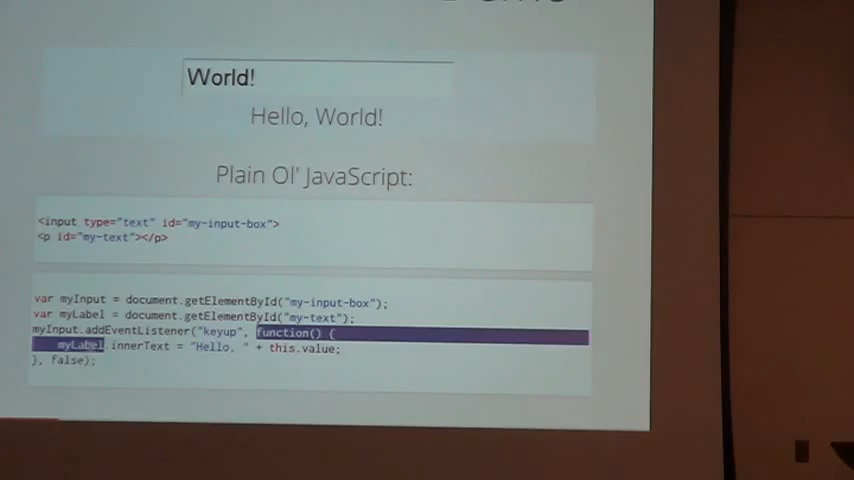 World!
Hello, World!
Plain Ol' JavaScript:
<input type="text" id="my-input-box">
<p id="my-text"></p>
var myInput = document.getElementById("my-input-box");
var myLabel = document.getElementById("my-text");
myInput.addEventListener("keyup", function() {
myLabel.innerText = "Hello, " + this.value;
}, false);